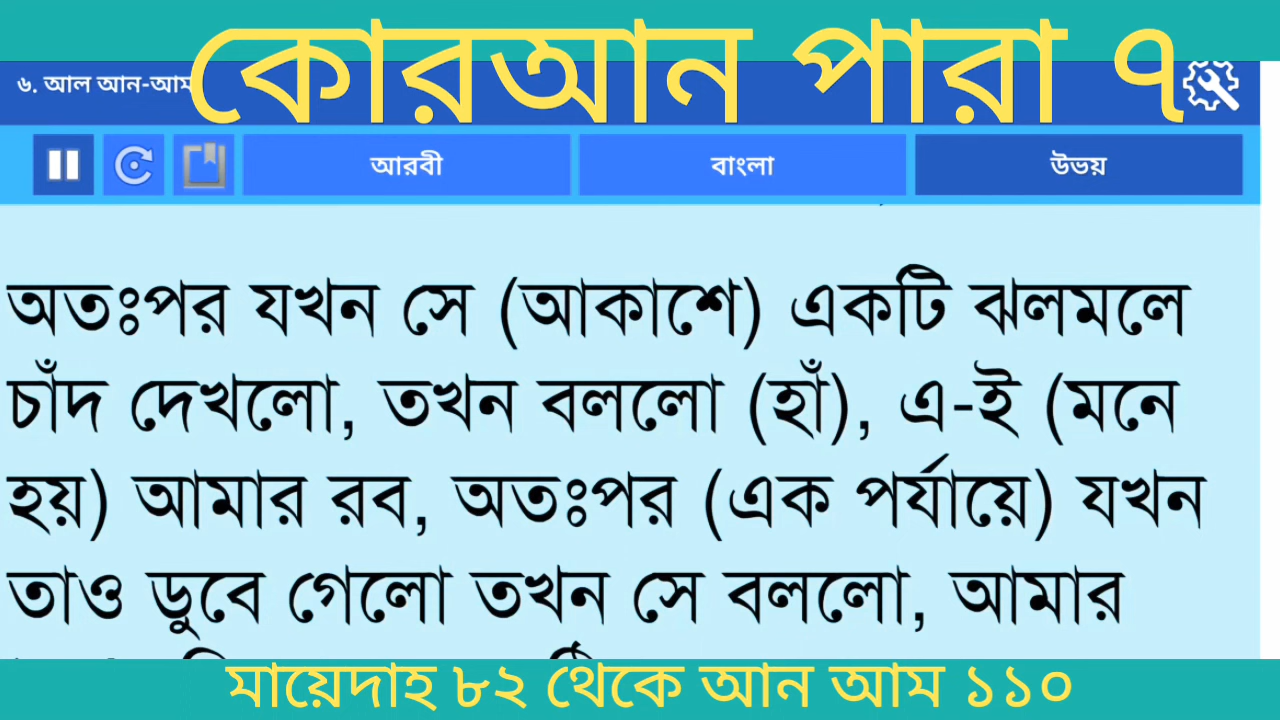 কোরআন পারা ৭
৬. আল আন-আম
আরবী বাংলা উভয়
অতঃপর যখন সে (আকাশে) একটি ঝলমলে
চাঁদ দেখলো, তখন বললো (হাঁ), এ-ই (মনে
হয়) আমার রব, অতঃপর (এক পর্যায়ে) যখন
তাও ডুবে গেলো তখন সে বললো, আমার
মায়েদাহ ৮২ থেকে আন আম ১১০